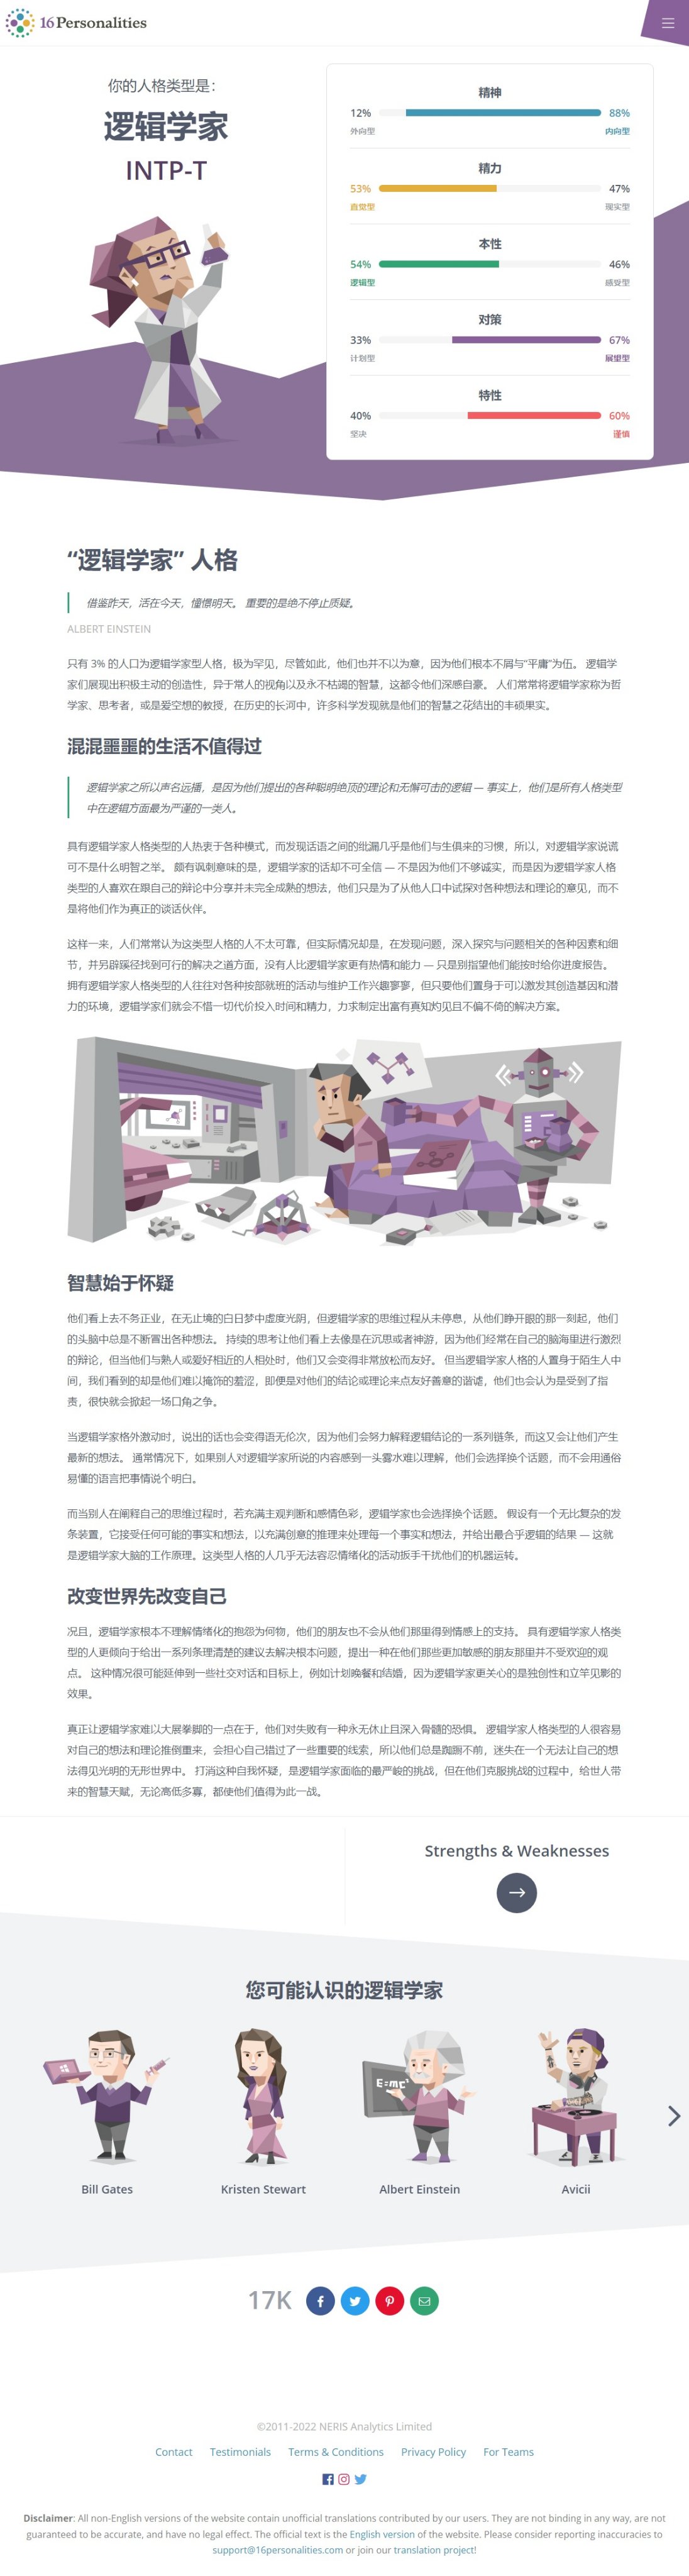 16Personalities
你的人格类型是：
逻辑学家
INTP-T
精神
12% 88%
外向型 内向型
精力
53% 47%
直觉型 现实型
本性
54% 46%
逻辑型 感受型
对策
33% 67%
计划型 展望型
特性
40% 60%
坚决 谨慎
“逻辑学家” 人格
借鉴昨天，活在今天，憧憬明天。 重要的是绝不停止质疑。
ALBERT EINSTEIN
只有 3% 的人口为逻辑学家型人格，极为罕见，尽管如此，他们也并不以为意，因为他们根本不屑与“平庸”为伍。 逻辑学
家们展现出积极主动的创造性，异于常人的视角以及永不枯竭的智慧，这都令他们深感自豪。 人们常常将逻辑学家称为哲
学家、思考者，或是爱空想的教授，在历史的长河中，许多科学发现就是他们的智慧之花结出的丰硕果实。
混混噩噩的生活不值得过
逻辑学家之所以声名远播，是因为他们提出的各种聪明绝顶的理论和无懈可击的逻辑 — 事实上，他们是所有人格类型
中在逻辑方面最为严谨的一类人。
具有逻辑学家人格类型的人热衷于各种模式，而发现话语之间的纰漏几乎是他们与生俱来的习惯，所以，对逻辑学家说谎
可不是什么明智之举。 颇有讽刺意味的是，逻辑学家的话却不可全信 — 不是因为他们不够诚实，而是因为逻辑学家人格
类型的人喜欢在跟自己的辩论中分享并未完全成熟的想法，他们只是为了从他人口中试探对各种想法和理论的意见，而不
是将他们作为真正的谈话伙伴。
这样一来，人们常常认为这类型人格的人不太可靠，但实际情况却是，在发现问题，深入探究与问题相关的各种因素和细
节，并另辟蹊径找到可行的解决之道方面，没有人比逻辑学家更有热情和能力 — 只是别指望他们能按时给你进度报告。
拥有逻辑学家人格类型的人往往对各种按部就班的活动与维护工作兴趣寥寥，但只要他们置身于可以激发其创造基因和潜
力的环境，逻辑学家们就会不惜一切代价投入时间和精力，力求制定出富有真知灼见且不偏不倚的解决方案。
智慧始于怀疑
他们看上去不务正业，在无止境的白日梦中虚度光阴，但逻辑学家的思维过程从未停息，从他们睁开眼的那一刻起，他们
的头脑中总是不断冒出各种想法。 持续的思考让他们看上去像是在沉思或者神游，因为他们经常在自己的脑海里进行激烈
的辩论，但当他们与熟人或爱好相近的人相处时，他们又会变得非常放松而友好。 但当逻辑学家人格的人置身于陌生人中
间，我们看到的却是他们难以掩饰的羞涩，即便是对他们的结论或理论来点友好善意的谐谑，他们也会认为是受到了指
责，很快就会掀起一场口角之争。
当逻辑学家格外激动时，说出的话也会变得语无伦次，因为他们会努力解释逻辑结论的一系列链条，而这又会让他们产生
最新的想法。 通常情况下，如果别人对逻辑学家所说的内容感到一头雾水难以理解，他们会选择换个话题，而不会用通俗
易懂的语言把事情说个明白。
而当别人在阐释自己的思维过程时，若充满主观判断和感情色彩，逻辑学家也会选择换个话题。 假设有一个无比复杂的发
条装置，它接受任何可能的事实和想法，以充满创意的推理来处理每一个事实和想法，并给出最合乎逻辑的结果 — 这就
是逻辑学家大脑的工作原理。这类型人格的人几乎无法容忍情绪化的活动扳手干扰他们的机器运转。
改变世界先改变自己
况且，逻辑学家根本不理解情绪化的抱怨为何物，他们的朋友也不会从他们那里得到情感上的支持。 具有逻辑学家人格类
型的人更倾向于给出一系列条理清楚的建议去解决根本问题，提出一种在他们那些更加敏感的朋友那里并不受欢迎的观
点。 这种情况很可能延伸到一些社交对话和目标上，例如计划晚餐和结婚，因为逻辑学家更关心的是独创性和立竿见影的
效果。
真正让逻辑学家难以大展拳脚的一点在于，他们对失败有一种永无休止且深入骨髓的恐惧。 逻辑学家人格类型的人很容易
对自己的想法和理论推倒重来，会担心自己错过了一些重要的线索，所以他们总是踟蹰不前，迷失在一个无法让自己的想
法得见光明的无形世界中。 打消这种自我怀疑，是逻辑学家面临的最严峻的挑战，但在他们克服挑战的过程中，给世人带
来的智慧天赋，无论高低多寡，都使他们值得为此一战。
Strengths & Weaknesses
您可能认识的逻辑学家
E=mc²
Bill Gates Kristen Stewart Albert Einstein Avicii
17K
©2011-2022 NERIS Analytics Limited
Contact Testimonials Terms & Conditions Privacy Policy For Teams
Disclaimer: All non-English versions of the website contain unofficial translations contributed by our users. They are not binding in any way, are not
guaranteed to be accurate, and have no legal effect. The official text is the English version of the website. Please consider reporting inaccuracies to
support@16personalities.com or join our translation project!